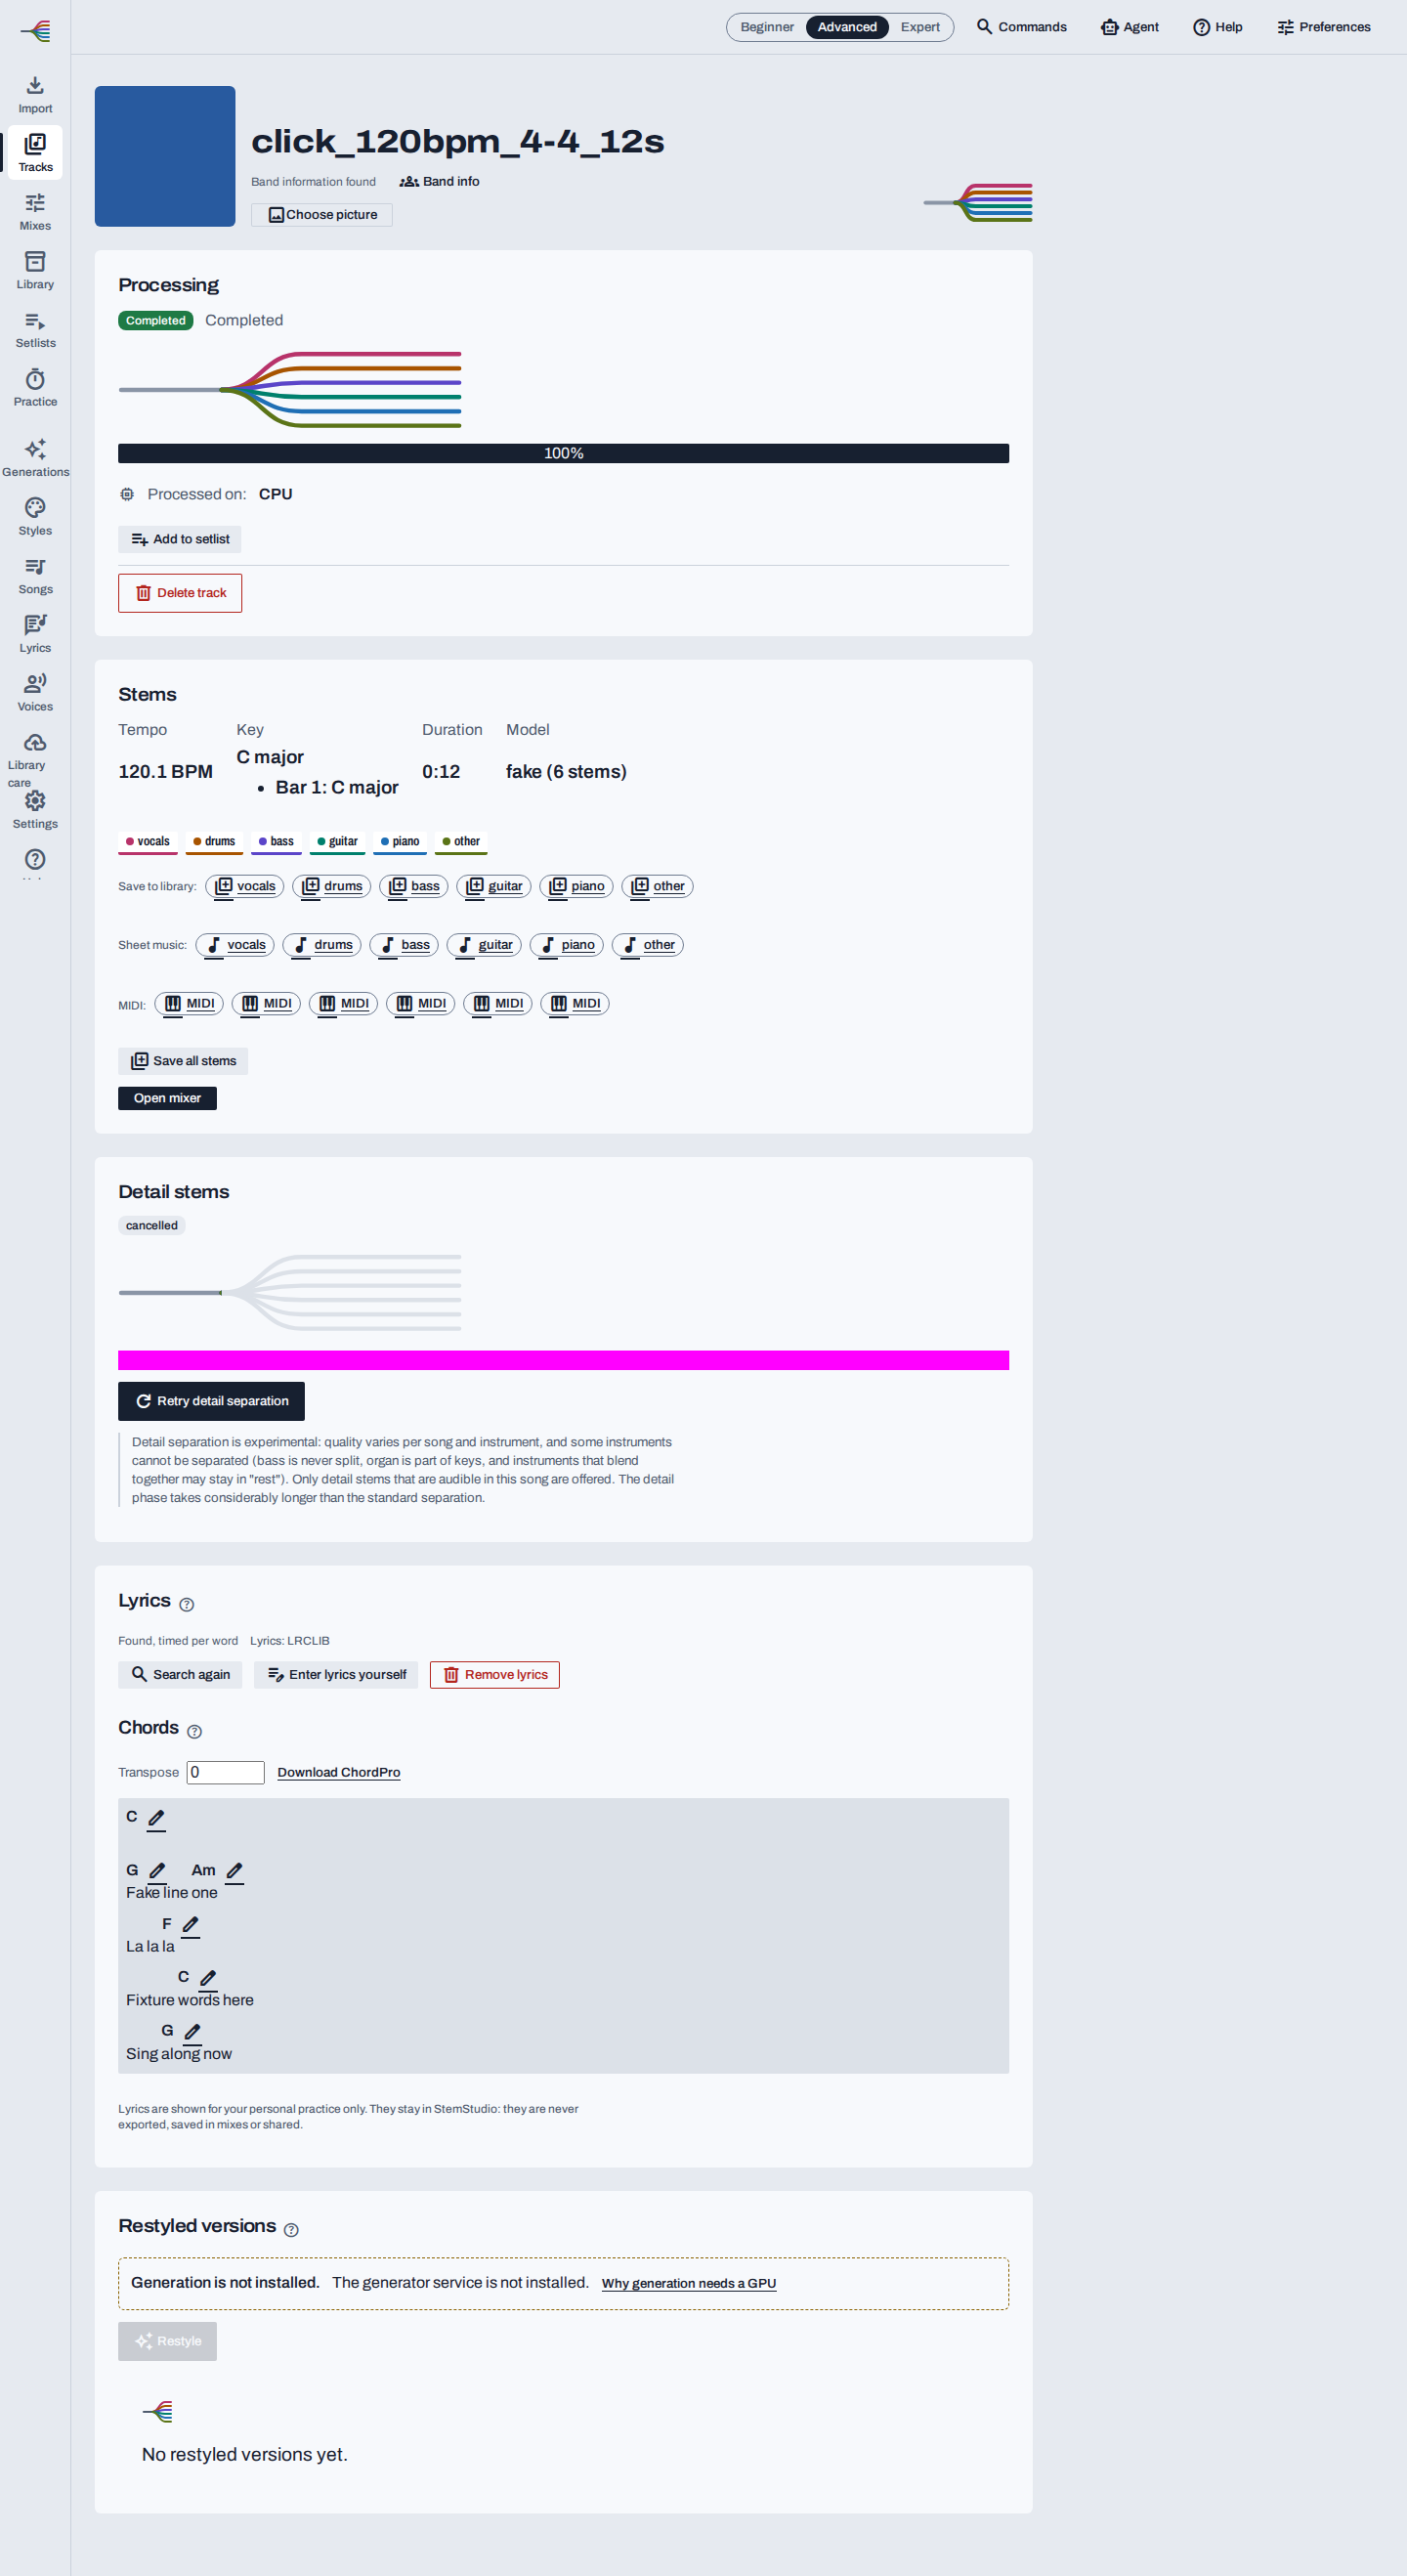 Beginner
Advanced
Expert
Commands
Agent
Help
Preferences
Import
Tracks
Mixes
Library
Setlists
Practice
Generations
Styles
Songs
Lyrics
Voices
Library
care
Settings
click_120bpm_4-4_12s
Band information found
Band info
Choose picture
Processing
Completed
Completed
100%
Processed on: CPU
Add to setlist
Delete track
Stems
Tempo
Key
Duration
Model
120.1 BPM
C major
• Bar 1: C major
0:12
fake (6 stems)
vocals
drums
bass
guitar
piano
other
Save to library: vocals drums bass guitar piano other
Sheet music: vocals drums bass guitar piano other
MIDI: MIDI MIDI MIDI MIDI MIDI MIDI
Save all stems
Open mixer
Detail stems
cancelled
Retry detail separation
Detail separation is experimental: quality varies per song and instrument, and some instruments
cannot be separated (bass is never split, organ is part of keys, and instruments that blend
together may stay in "rest"). Only detail stems that are audible in this song are offered. The detail
phase takes considerably longer than the standard separation.
Lyrics
Found, timed per word Lyrics: LRCLIB
Search again
Enter lyrics yourself
Remove lyrics
Chords
Transpose 0 Download ChordPro
C
G Am
Fake line one
F
La la la
C
Fixture words here
G
Sing along now
Lyrics are shown for your personal practice only. They stay in StemStudio: they are never
exported, saved in mixes or shared.
Restyled versions
Generation is not installed. The generator service is not installed. Why generation needs a GPU
Restyle
No restyled versions yet.